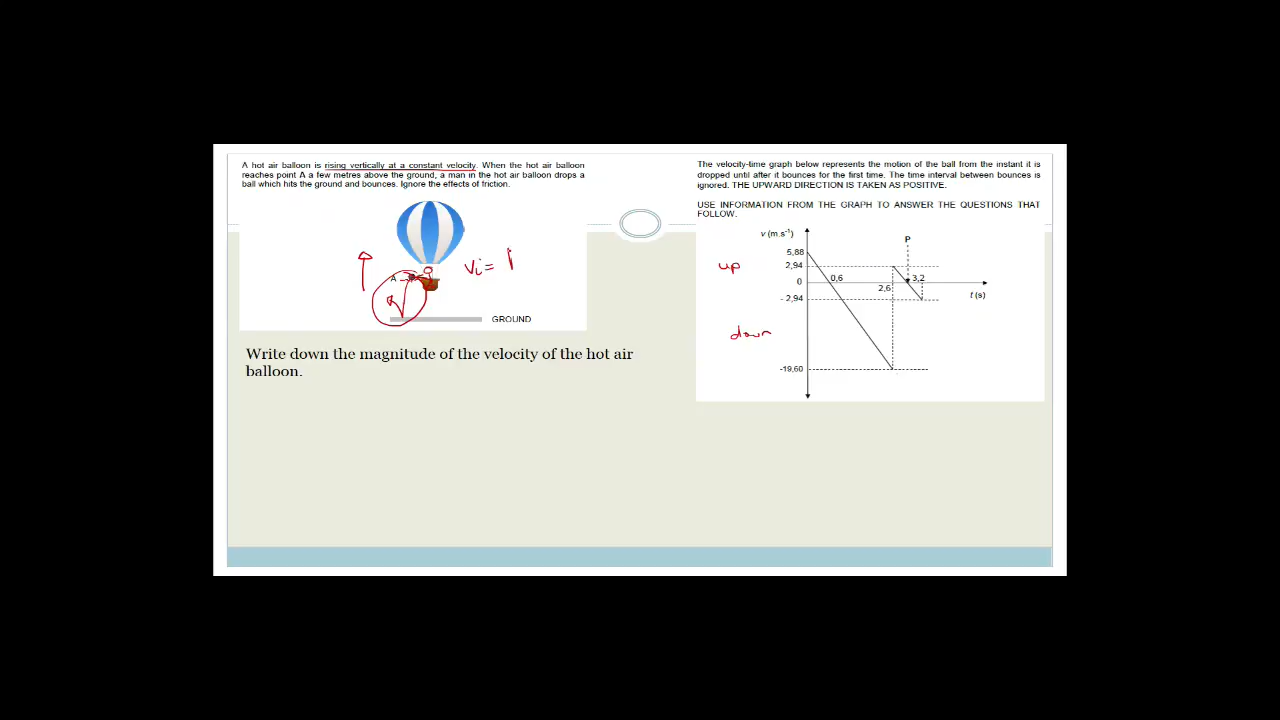 A hot air balloon is rising vertically at a constant velocity. When the hot air balloon
reaches point A a few metres above the ground, a man in the hot air balloon drops a
ball which hits the ground and bounces. Ignore the effects of friction.
A
vi =
GROUND
Write down the magnitude of the velocity of the hot air
balloon.
The velocity-time graph below represents the motion of the ball from the instant it is
dropped until after it bounces for the first time. The time interval between bounces is
ignored. THE UPWARD DIRECTION IS TAKEN AS POSITIVE.
USE INFORMATION FROM THE GRAPH TO ANSWER THE QUESTIONS THAT
FOLLOW.
v (m.s-1)
P
5,88
up
2,94
0
0,6
3,2
2,6
t (s)
- 2,94
down
-19,60